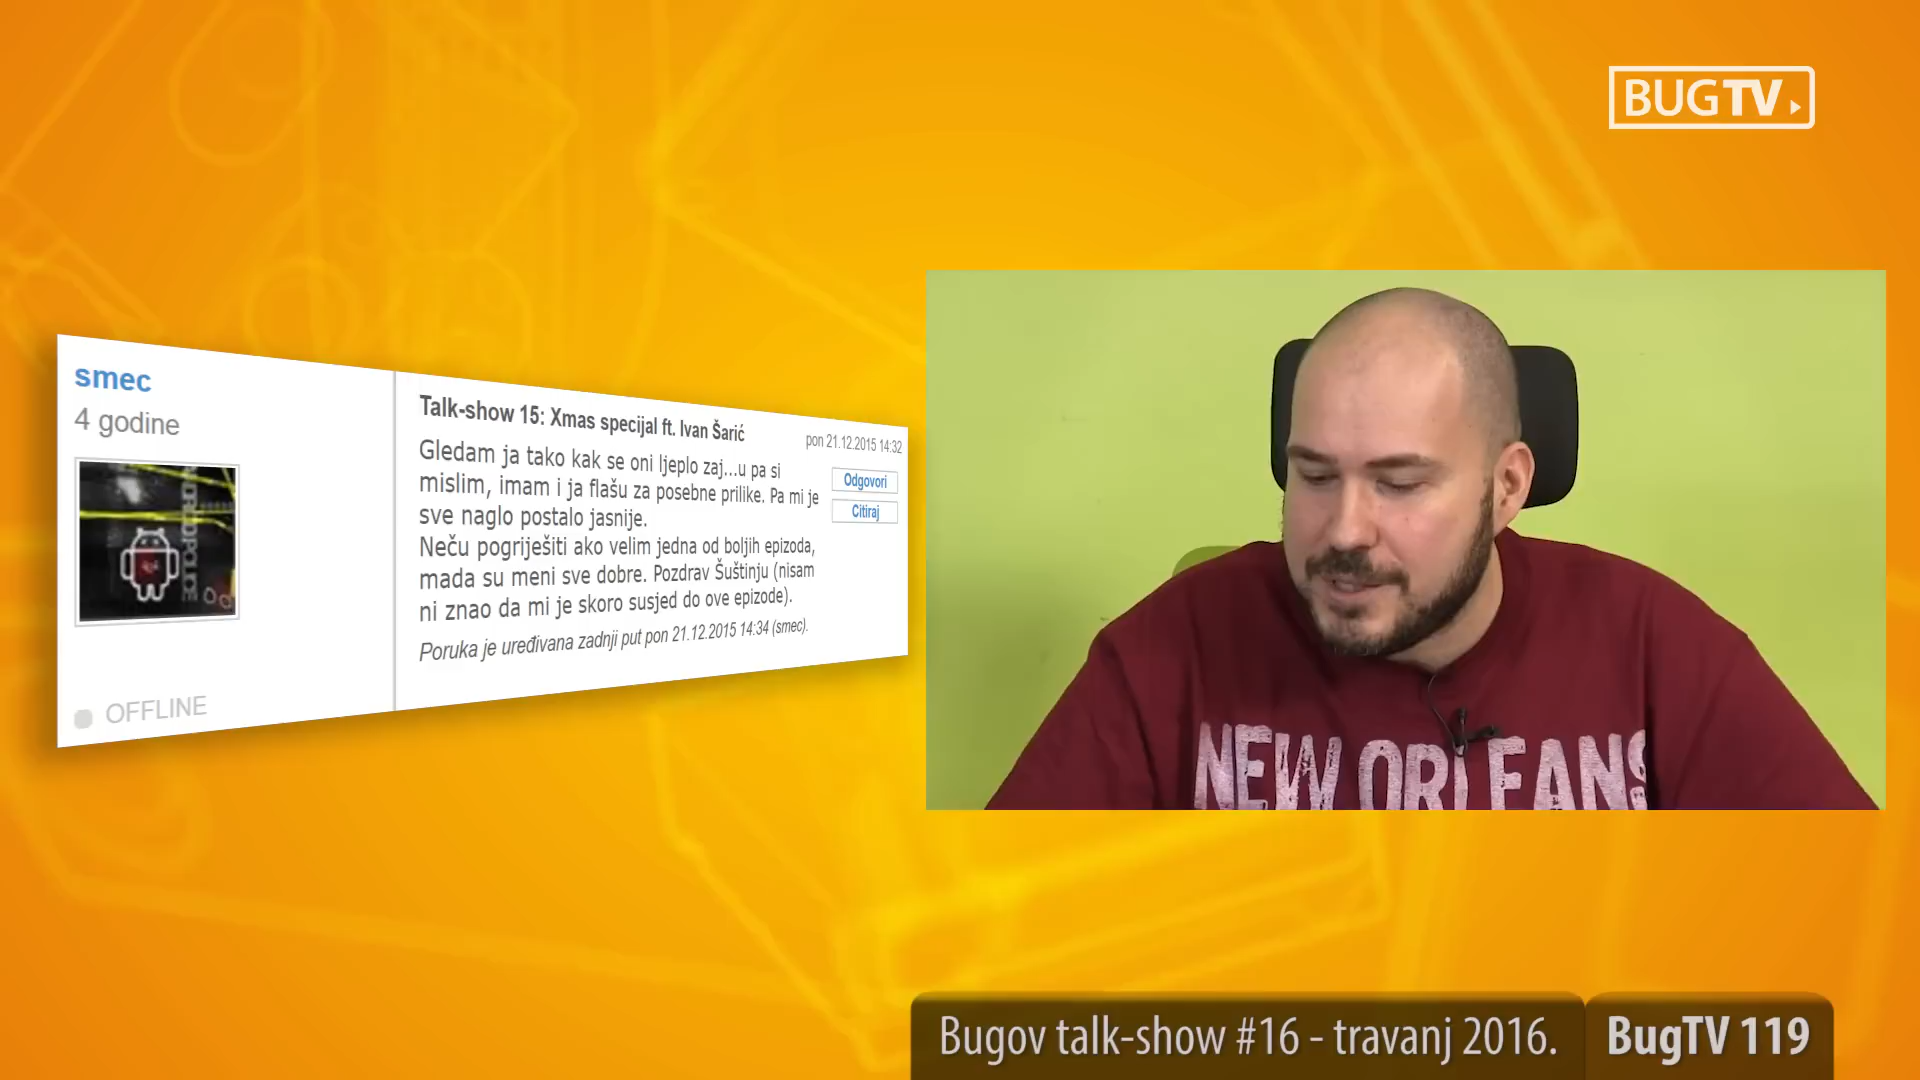 BUGTV
smec
4 godine
OFFLINE
Talk-show 15: Xmas specijal ft. Ivan Šarić
pon 21.12.2015 14:32
Gledam ja tako kak se oni ljeplo zaj...u pa si
mislim, imam i ja flašu za posebne prilike. Pa mi je
sve naglo postalo jasnije.
Neču pogriješiti ako velim jedna od boljih epizoda,
mada su meni sve dobre. Pozdrav Šuštinju (nisam
ni znao da mi je skoro susjed do ove epizode).
Poruka je uređivana zadnji put pon 21.12.2015 14:34 (smec).
Odgovori
Citiraj
NEW ORLEANS
Bugov talk-show #16 - travanj 2016.
BugTV 119